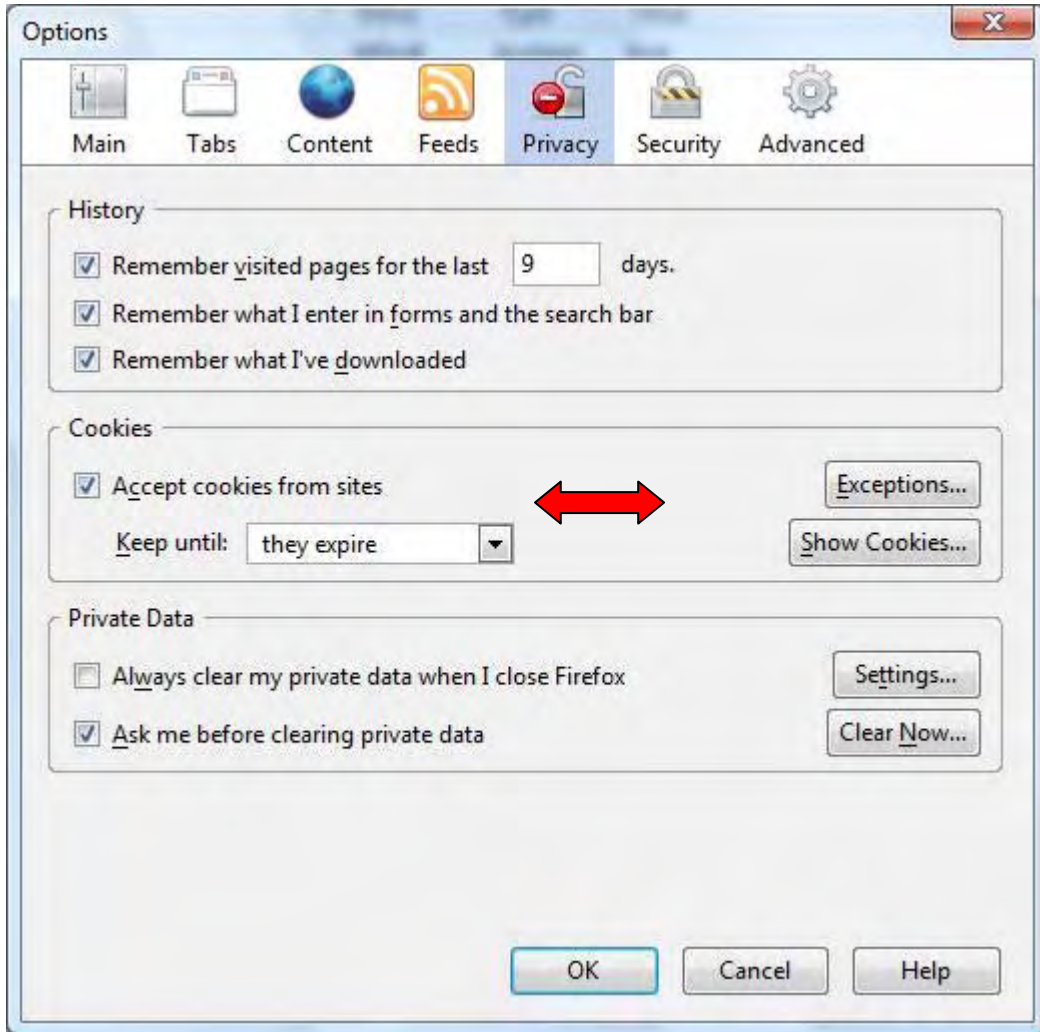 Options
Main Tabs Content Feeds Privacy Security Advanced
History
Remember visited pages for the last 9 days.
Remember what I enter in forms and the search bar
Remember what I've downloaded
Cookies
Accept cookies from sites Exceptions...
Keep until: they expire Show Cookies...
Private Data
Always clear my private data when I close Firefox Settings...
Ask me before clearing private data Clear Now...
OK Cancel Help